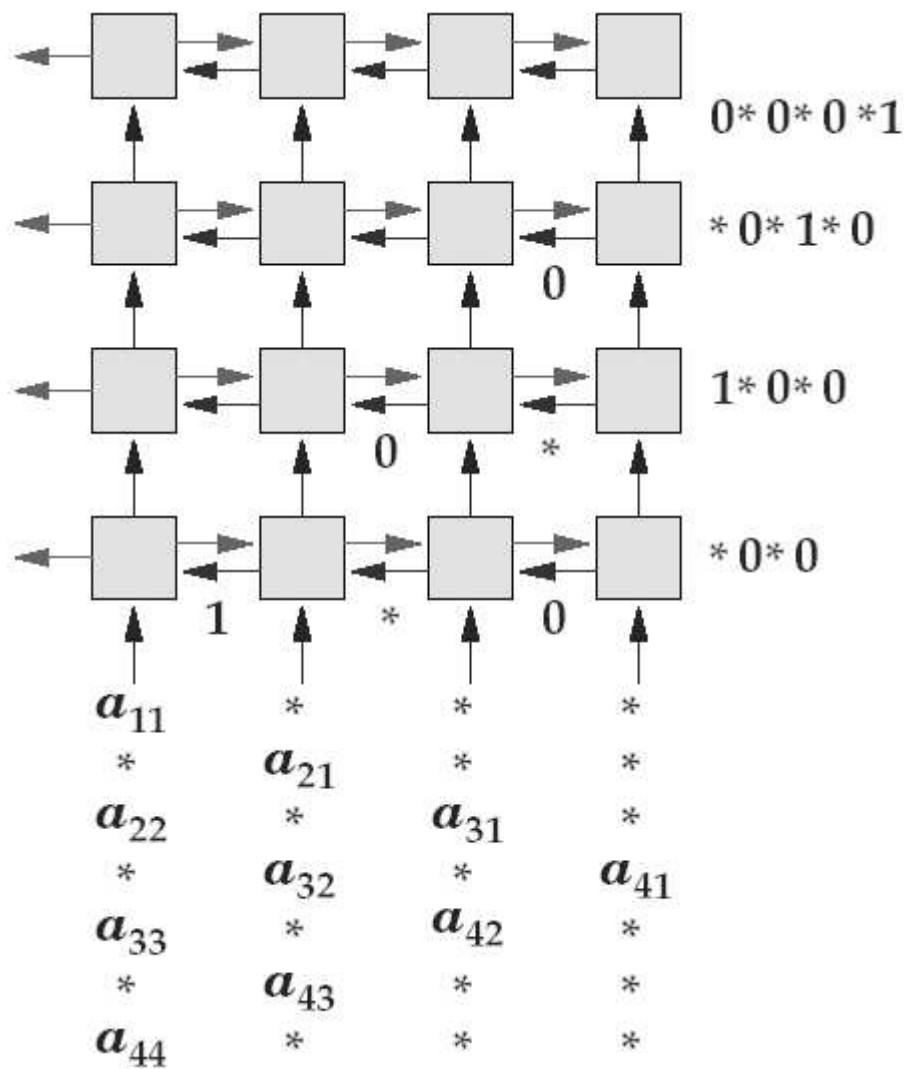 0* 0* 0 *1
* 0* 1* 0
0
1* 0* 0
0 *
* 0* 0
1 * 0
a11 * * *
* a21 * *
a22 * a31 *
* a32 * a41
a33 * a42 *
* a43 * *
a44 * * *